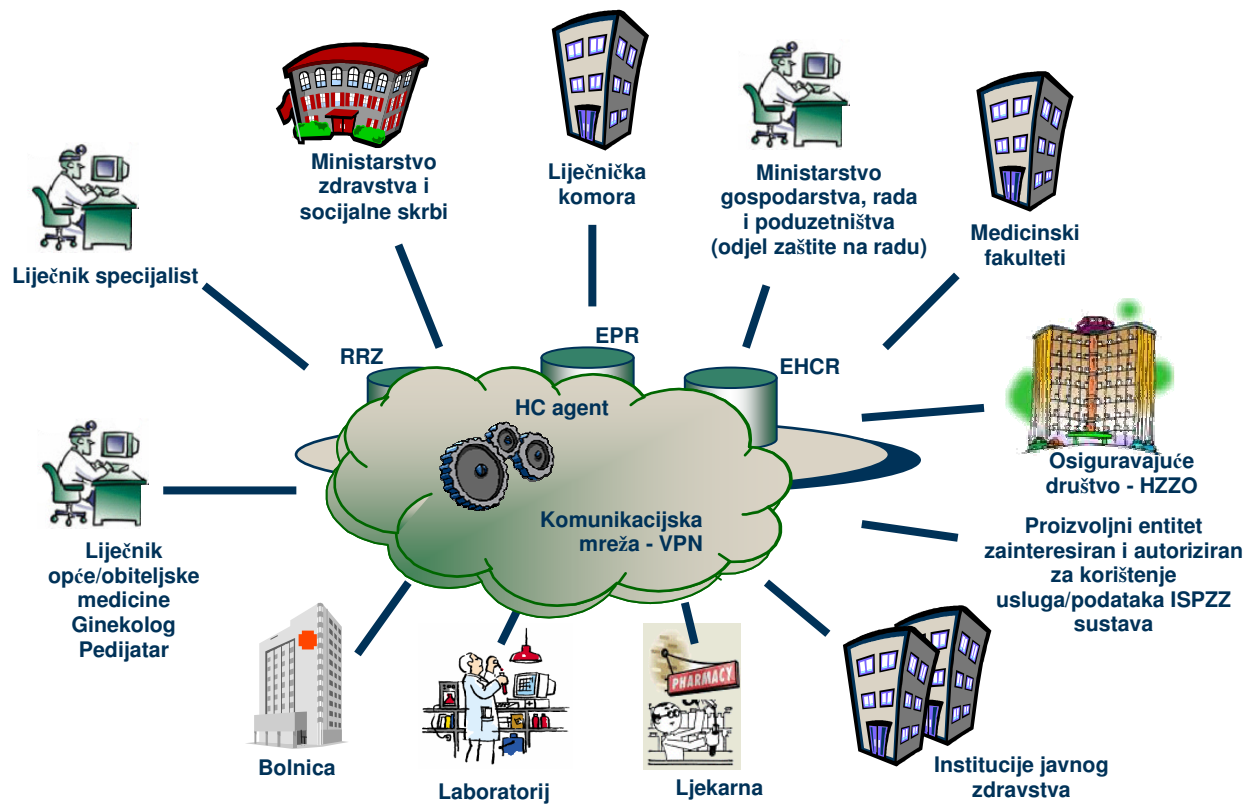 Ministarstvo
zdravstva i
socijalne skrbi
Liječnička
komora
Ministarstvo
gospodarstva, rada
i poduzetništva
(odjel zaštite na radu)
Medicinski
fakulteti
Liječnik specijalist
RRZ
EPR
EHCR
HC agent
Komunikacijska
mreža - VPN
Osiguravajuće
društvo - HZZO
Proizvoljni entitet
zainteresiran i autoriziran
za korištenje
usluga/podataka ISPZZ
sustava
Liječnik
opće/obiteljske
medicine
Ginekolog
Pedijatar
Bolnica
Laboratorij
PHARMACY
Ljekarna
Institucije javnog
zdravstva